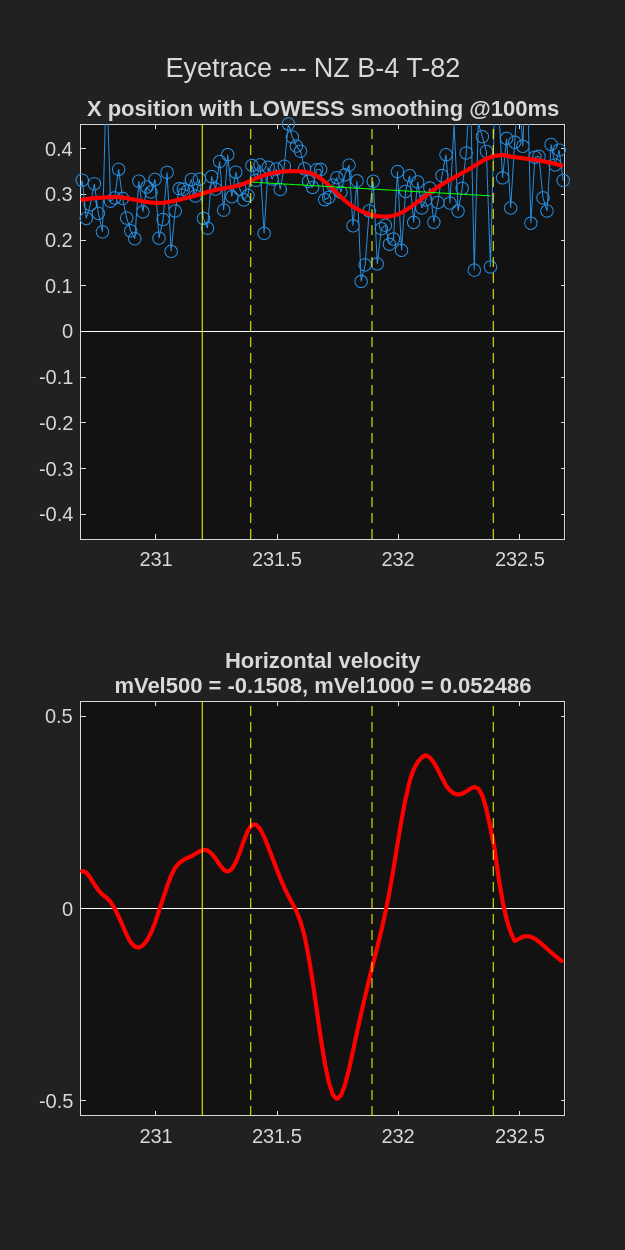 Eyetrace --- NZ B-4 T-82
X position with LOWESS smoothing @100ms
0.4
0.3
0.2
0.1
0
-0.1
-0.2
-0.3
-0.4
231 231.5 232 232.5
Horizontal velocity
mVel500 = -0.1508, mVel1000 = 0.052486
0.5
0
-0.5
231 231.5 232 232.5